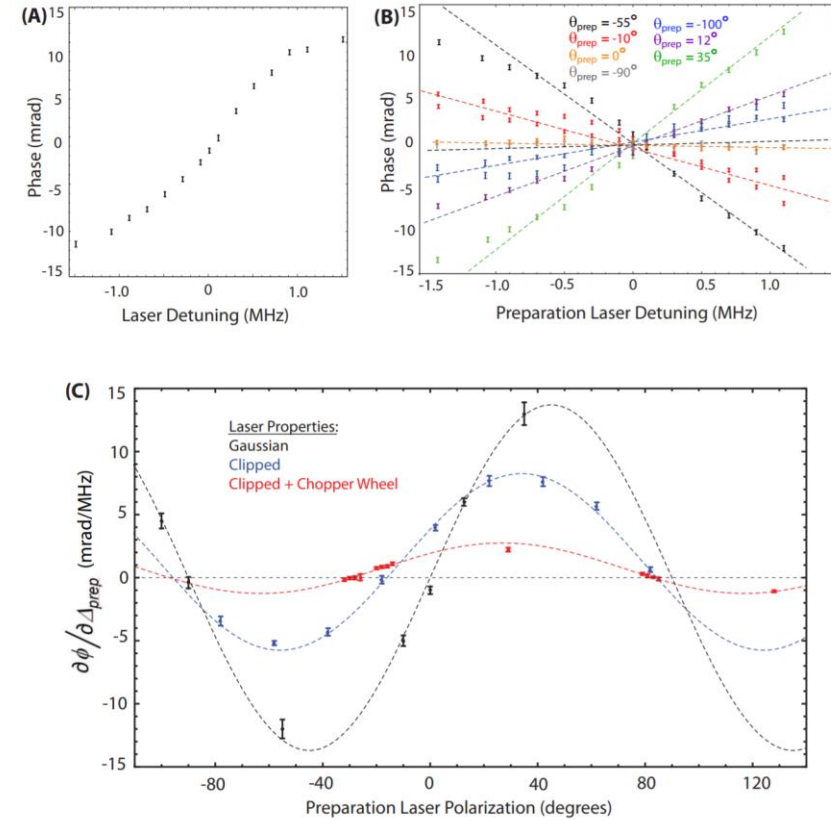 (A)
15
10
5
0
-5
-10
-15
Phase (mrad)
-1.0
0
1.0
Laser Detuning (MHz)
(B)
15
10
5
0
-5
-10
-15
Phase (mrad)
θprep = -55°
θprep = -10°
θprep = 0°
θprep = -90°
θprep = -100°
θprep = 12°
θprep = 35°
-1.5
-1.0
-0.5
0
0.5
1.0
Preparation Laser Detuning (MHz)
(C)
15
10
5
0
-5
-10
-15
∂ϕ/∂Δprep (mrad/MHz)
Laser Properties:
Gaussian
Clipped
Clipped + Chopper Wheel
-80
-40
0
40
80
120
Preparation Laser Polarization (degrees)